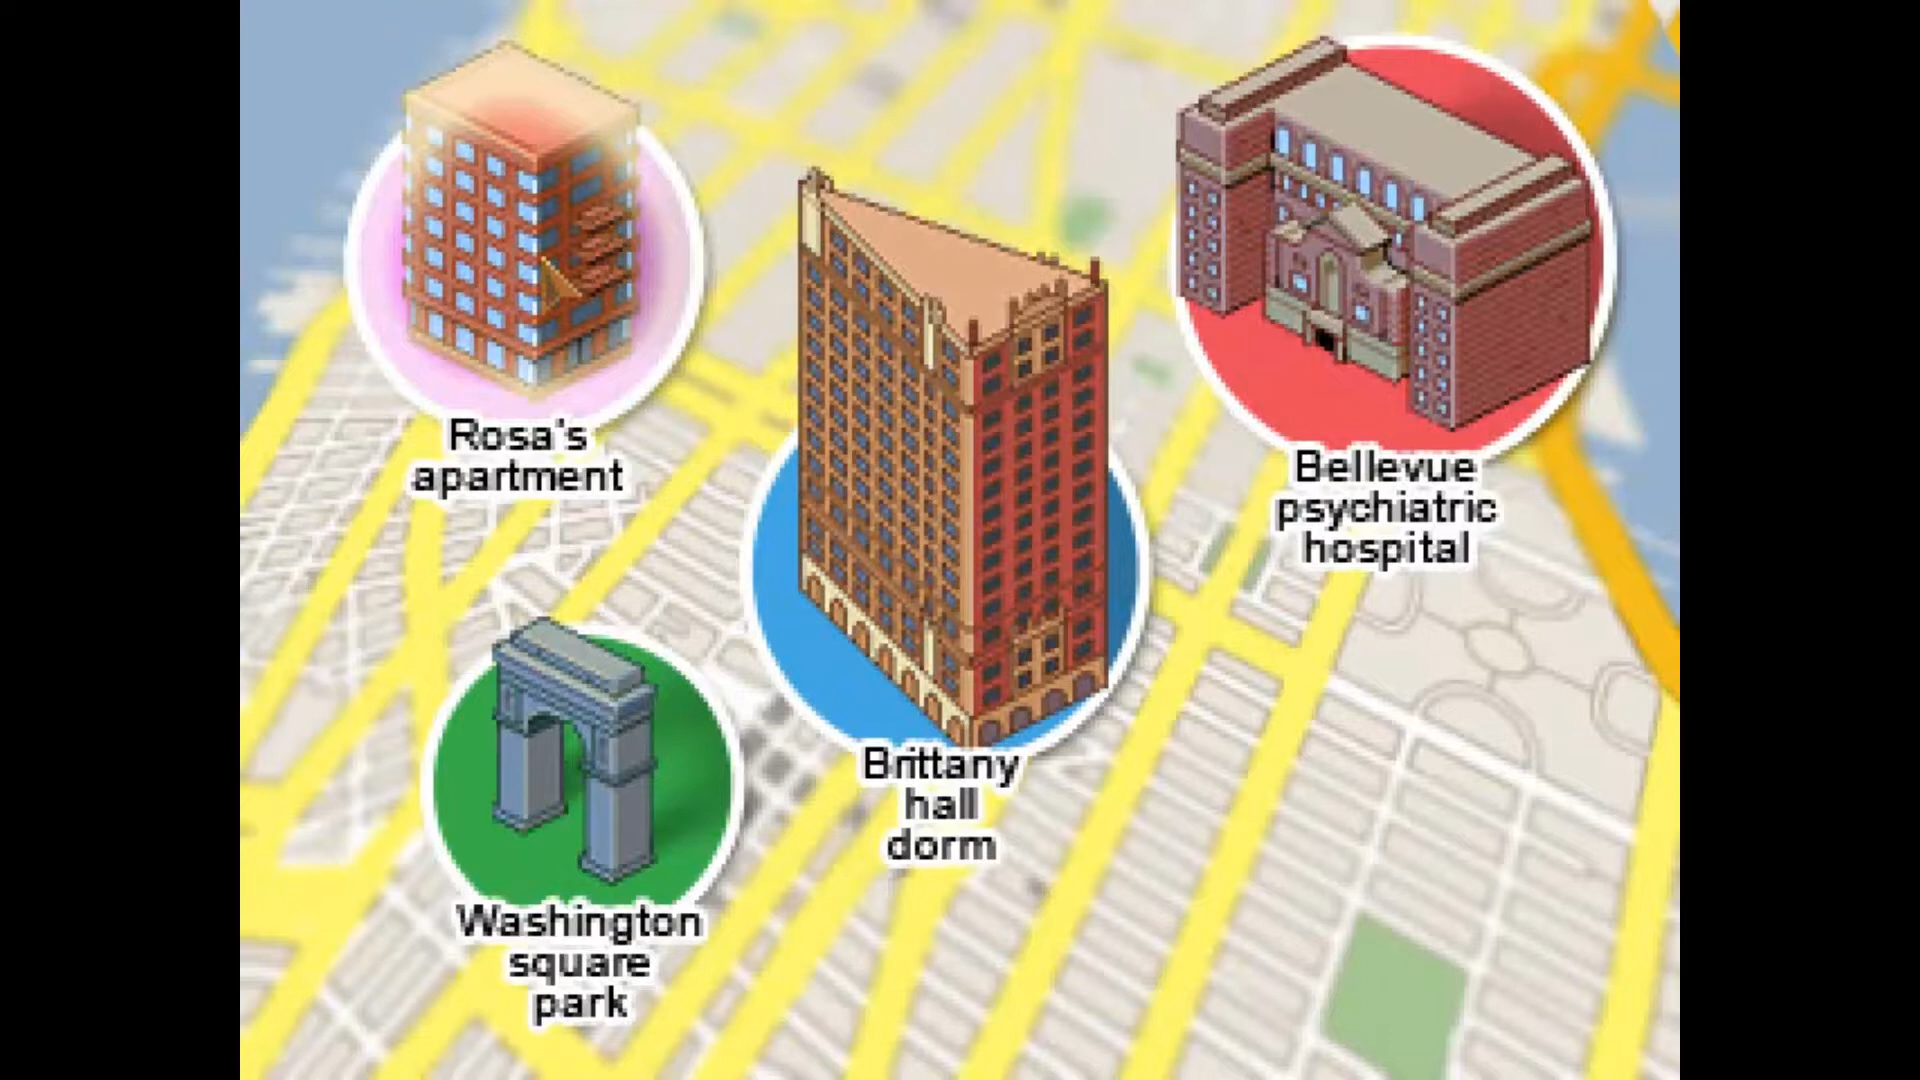 Rosa's
apartment
Bellevue
psychiatric
hospital
Brittany
hall
dorm
Washington
square
park